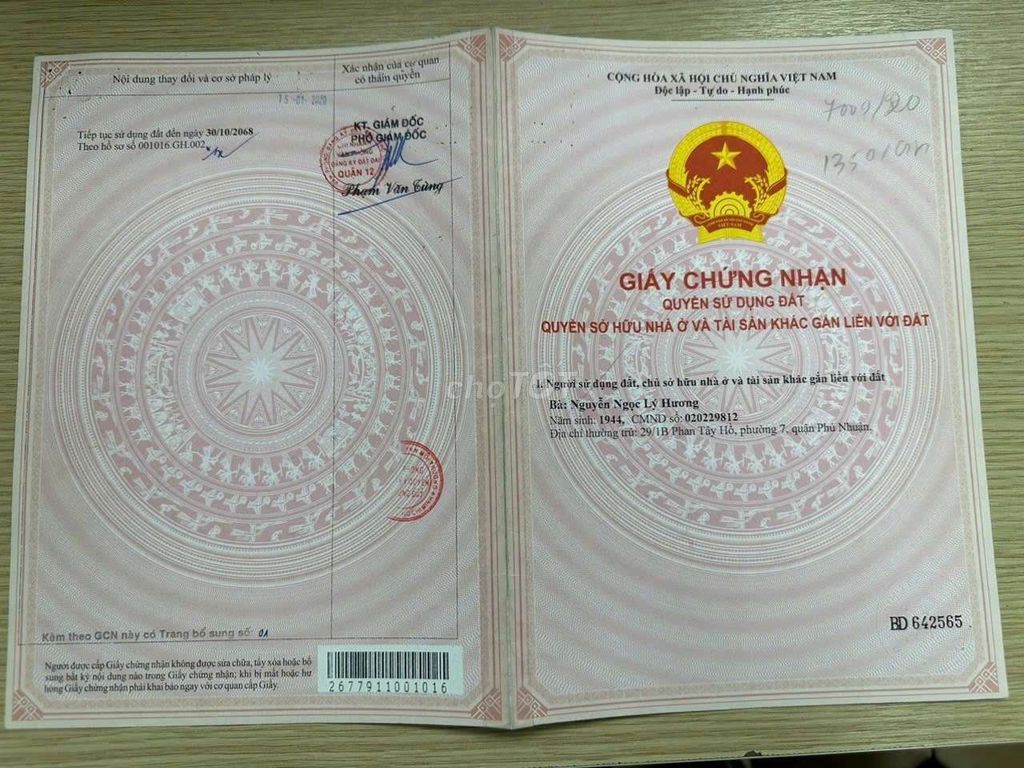 Nội dung thay đổi và cơ sở pháp lý
Xác nhận của cơ quan
có thẩm quyền
15-01-2020
Tiếp tục sử dụng đất đến ngày 30/10/2068
Theo hồ sơ số 001016.GH.002
KT. GIÁM ĐỐC
PHÓ GIÁM ĐỐC
ĐĂNG KÝ ĐẤT ĐAI
QUẬN 12
Phạm Văn Tùng
Kèm theo GCN này có Trang bổ sung số: 01
Người được cấp Giấy chứng nhận không được sửa chữa, tẩy xóa hoặc bổ
sung bất kỳ nội dung nào trong Giấy chứng nhận; khi bị mất hoặc hư
hỏng Giấy chứng nhận phải khai báo ngay với cơ quan cấp Giấy.
2677911001016
CỘNG HÒA XÃ HỘI CHỦ NGHĨA VIỆT NAM
Độc lập - Tự do - Hạnh phúc
VIỆT NAM
GIẤY CHỨNG NHẬN
QUYỀN SỬ DỤNG ĐẤT
QUYỀN SỞ HỮU NHÀ Ở VÀ TÀI SẢN KHÁC GẮN LIỀN VỚI ĐẤT
choTỐT
I. Người sử dụng đất, chủ sở hữu nhà ở và tài sản khác gắn liền với đất
Bà: Nguyễn Ngọc Lý Hương
Năm sinh: 1944, CMND số: 020229812
Địa chỉ thường trú: 29/1B Phan Tây Hồ, phường 7, quận Phú Nhuận.
BD 642565